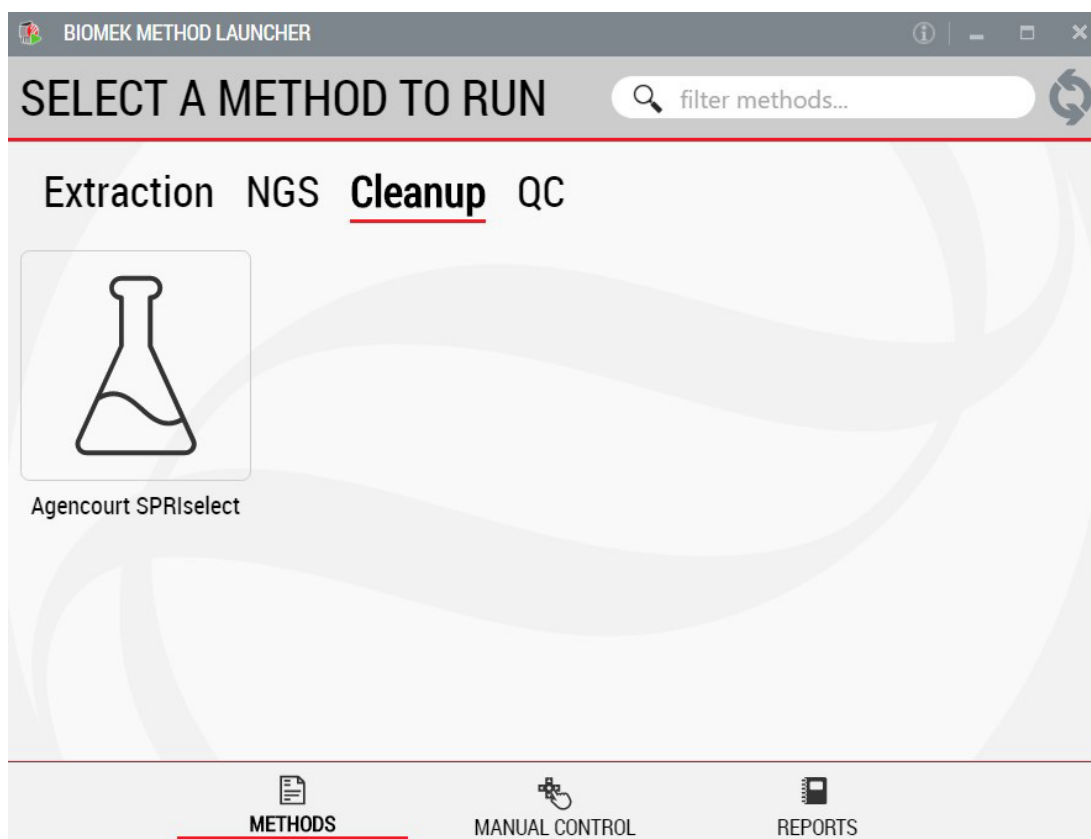 BIOMEK METHOD LAUNCHER
SELECT A METHOD TO RUN
filter methods...
Extraction NGS Cleanup QC
Agencourt SPRIselect
METHODS MANUAL CONTROL REPORTS